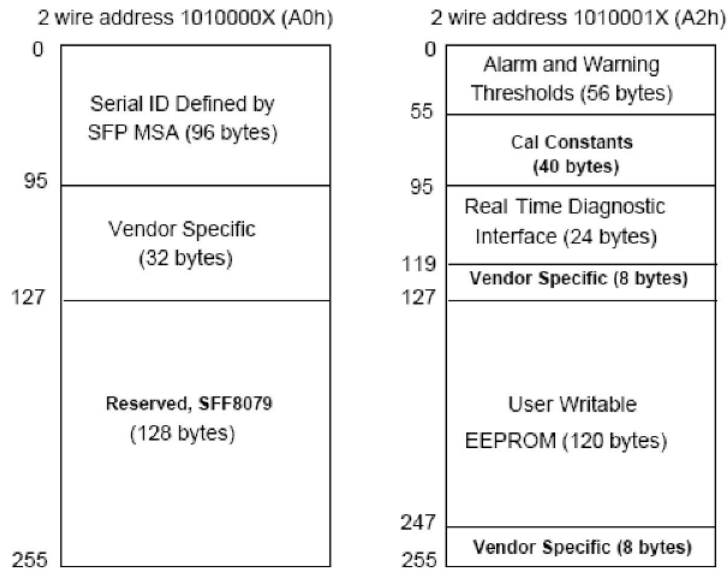 2 wire address 1010000X (A0h)
0
Serial ID Defined by
SFP MSA (96 bytes)
95
Vendor Specific
(32 bytes)
127
Reserved, SFF8079
(128 bytes)
255
2 wire address 1010001X (A2h)
0
Alarm and Warning
Thresholds (56 bytes)
55
Cal Constants
(40 bytes)
95
Real Time Diagnostic
Interface (24 bytes)
119
Vendor Specific (8 bytes)
127
User Writable
EEPROM (120 bytes)
247
Vendor Specific (8 bytes)
255